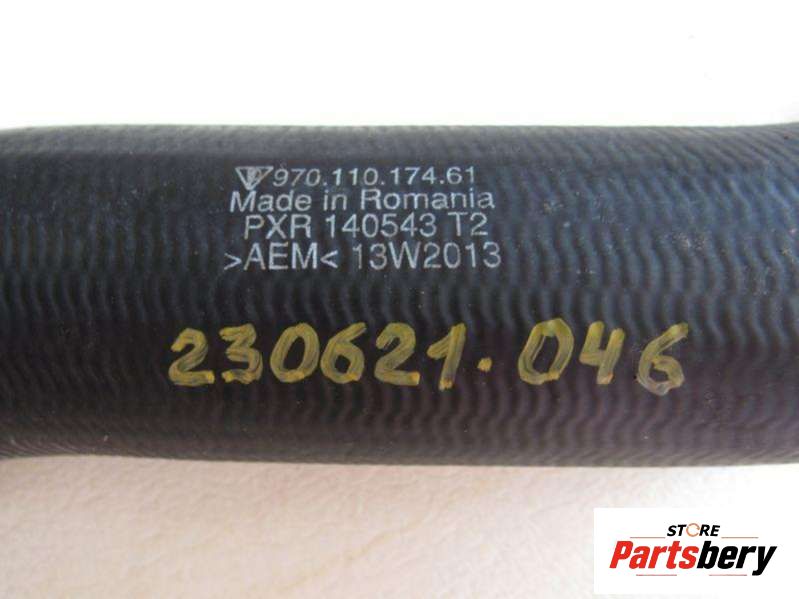 970.110.174.61
Made in Romania
PXR 140543 T2
>AEM< 13W2013
230621.046
STORE
Partsbery